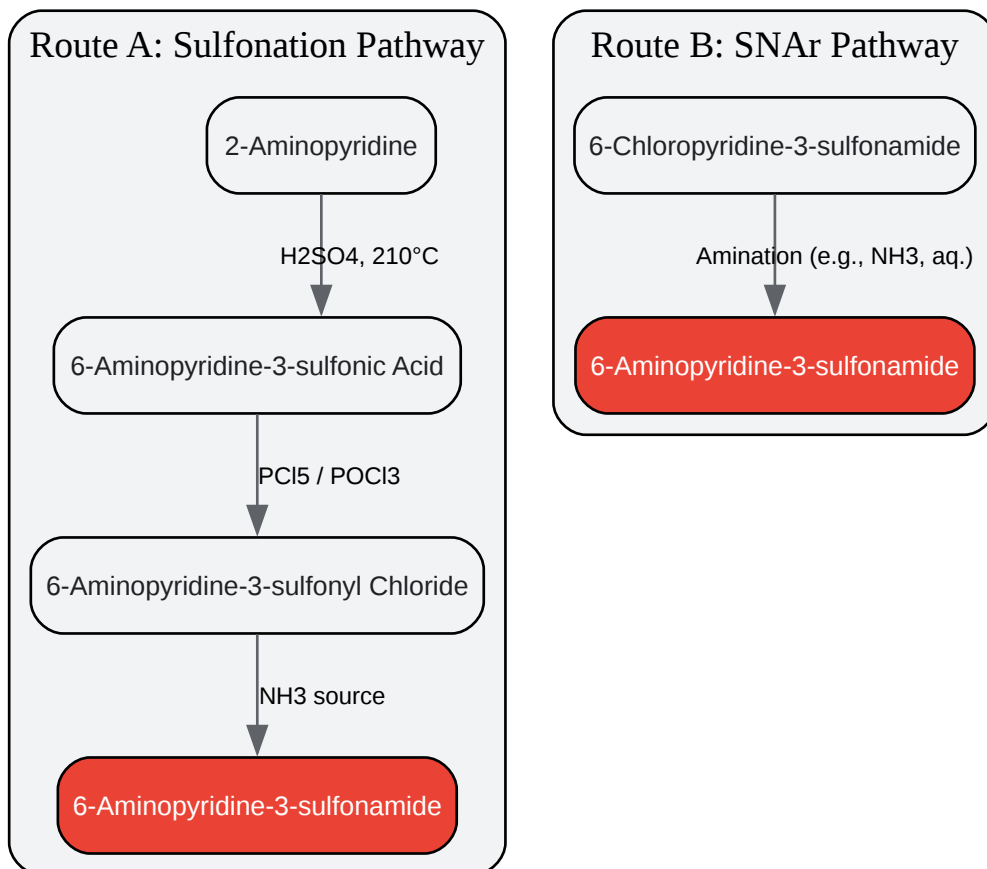 Route A: Sulfonation Pathway
2-Aminopyridine
H2SO4, 210°C
6-Aminopyridine-3-sulfonic Acid
PCl5 / POCl3
6-Aminopyridine-3-sulfonyl Chloride
NH3 source
6-Aminopyridine-3-sulfonamide
Route B: SNAr Pathway
6-Chloropyridine-3-sulfonamide
Amination (e.g., NH3, aq.)
6-Aminopyridine-3-sulfonamide